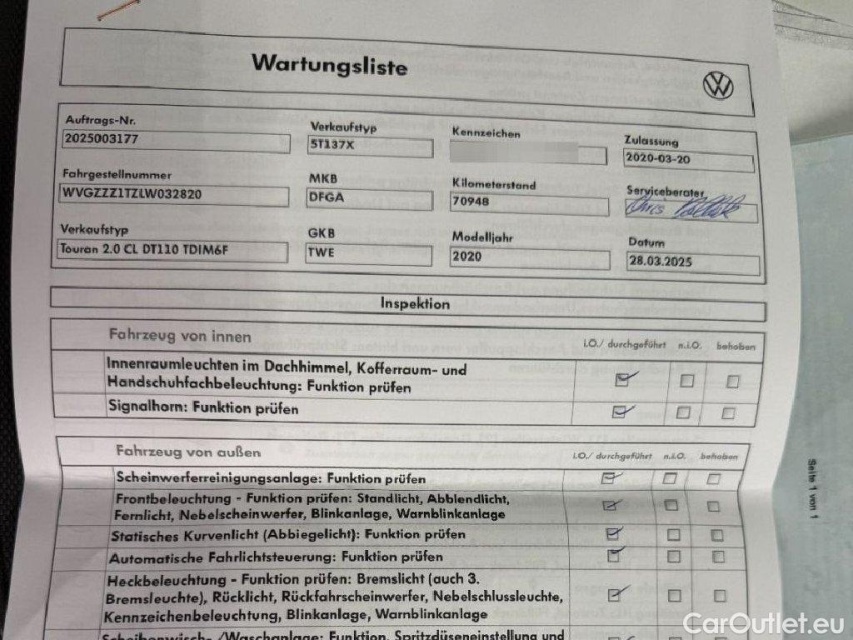 Wartungsliste
Auftrags-Nr.
2025003177
Verkaufstyp
5T137X
Kennzeichen
Zulassung
2020-03-20
Fahrgestellnummer
WVGZZZ1TZLW032820
MKB
DFGA
Kilometerstand
70948
Serviceberater
Verkaufstyp
Touran 2.0 CL DT110 TDIM6F
GKB
TWE
Modelljahr
2020
Datum
28.03.2025
Inspektion
Fahrzeug von innen
i.O./ durchgeführt n.i.O. behoben
Innenraumleuchten im Dachhimmel, Kofferraum- und
Handschuhfachbeleuchtung: Funktion prüfen
Signalhorn: Funktion prüfen
Fahrzeug von außen
i.O./ durchgeführt n.i.O. behoben
Scheinwerferreinigungsanlage: Funktion prüfen
Frontbeleuchtung - Funktion prüfen: Standlicht, Abblendlicht,
Fernlicht, Nebelscheinwerfer, Blinkanlage, Warnblinkanlage
Statisches Kurvenlicht (Abbiegelicht): Funktion prüfen
Automatische Fahrlichtsteuerung: Funktion prüfen
Heckbeleuchtung - Funktion prüfen: Bremslicht (auch 3.
Bremsleuchte), Rücklicht, Rückfahrscheinwerfer, Nebelschlussleuchte,
Kennzeichenbeleuchtung, Blinkanlage, Warnblinkanlage
Scheibenwisch- /Waschanlage: Funktion, Spritzdüseneinstellung und
Seite 1 von 1
CarOutlet.eu